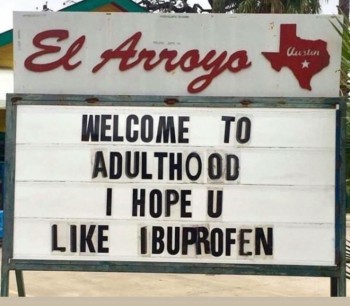 El Arroyo
Austin
WELCOME TO
ADULTHOOD
I HOPE U
LIKE IBUPROFEN